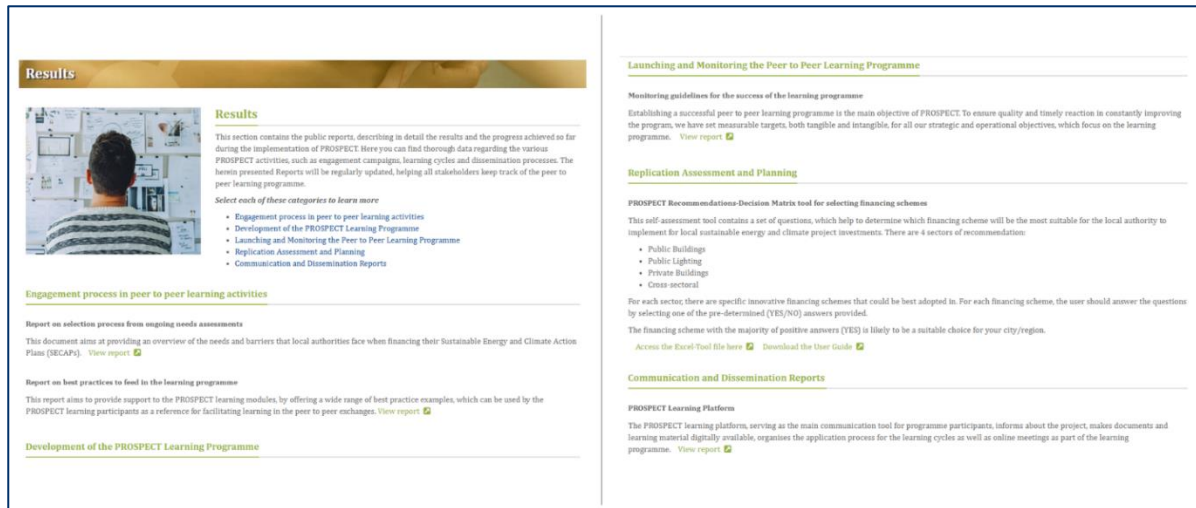 Results
Results
This section contains the public reports, describing in detail the results and the progress achieved so far
during the implementation of PROSPECT. Here you can find thorough data regarding the various
PROSPECT activities, such as engagement campaigns, learning cycles and dissemination processes. The
herein presented Reports will be regularly updated, helping all stakeholders keep track of the peer to
peer learning programme.
Select each of these categories to learn more
• Engagement process in peer to peer learning activities
• Development of the PROSPECT Learning Programme
• Launching and Monitoring the Peer to Peer Learning Programme
• Replication Assessment and Planning
• Communication and Dissemination Reports
Engagement process in peer to peer learning activities
Report on selection process from ongoing needs assessments
This document aims at providing an overview of the needs and barriers that local authorities face when financing their Sustainable Energy and Climate Action
Plans (SECAPs). View report
Report on best practices to feed in the learning programme
This report aims to provide support to the PROSPECT learning modules, by offering a wide range of best practice examples, which can be used by the
PROSPECT learning participants as a reference for facilitating learning in the peer to peer exchanges. View report
Development of the PROSPECT Learning Programme
Launching and Monitoring the Peer to Peer Learning Programme
Monitoring guidelines for the success of the learning programme
Establishing a successful peer to peer learning programme is the main objective of PROSPECT. To ensure quality and timely reaction in constantly improving
the program, we have set measurable targets, both tangible and intangible, for all our strategic and operational objectives, which focus on the learning
programme. View report
Replication Assessment and Planning
PROSPECT Recommendations-Decision Matrix tool for selecting financing schemes
This self-assessment tool contains a set of questions, which help to determine which financing scheme will be the most suitable for the local authority to
implement for local sustainable energy and climate project investments. There are 4 sectors of recommendation:
• Public Buildings
• Public Lighting
• Private Buildings
• Cross-sectoral
For each sector, there are specific innovative financing schemes that could be best adopted in. For each financing scheme, the user should answer the questions
by selecting one of the pre-determined (YES/NO) answers provided.
The financing scheme with the majority of positive answers (YES) is likely to be a suitable choice for your city/region.
Access the Excel-Tool file here Download the User Guide
Communication and Dissemination Reports
PROSPECT Learning Platform
The PROSPECT learning platform, serving as the main communication tool for programme participants, informs about the project, makes documents and
learning material digitally available, organises the application process for the learning cycles as well as online meetings as part of the learning
programme. View report